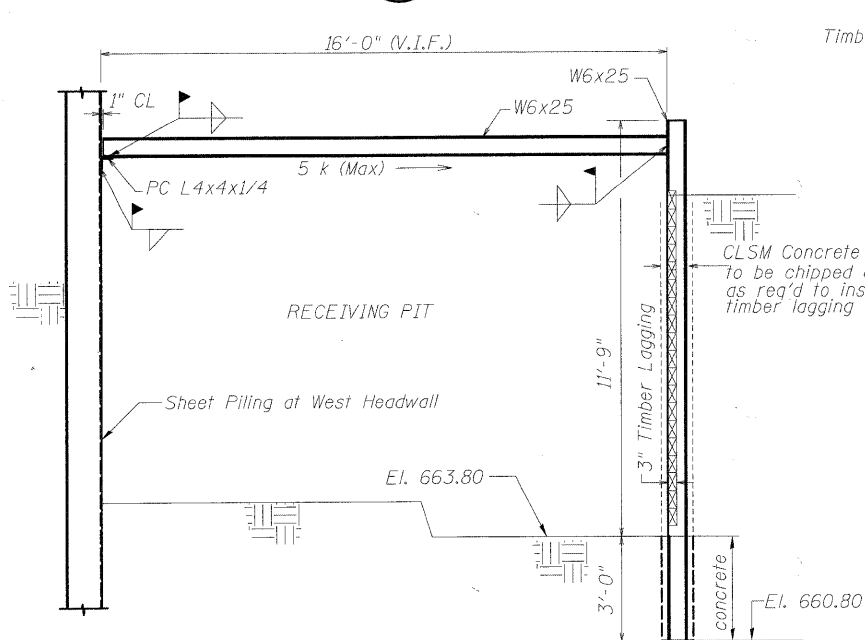 Timb
16'-0" (V.I.F.)
W6x25
1" CL
W6x25
5 k (Max)
PC L4x4x1/4
CLSM Concrete
to be chipped
as req'd to ins
timber lagging
RECEIVING PIT
11'-9"
3" Timber Lagging
Sheet Piling at West Headwall
El. 663.80
3'-0"
concrete
El. 660.80